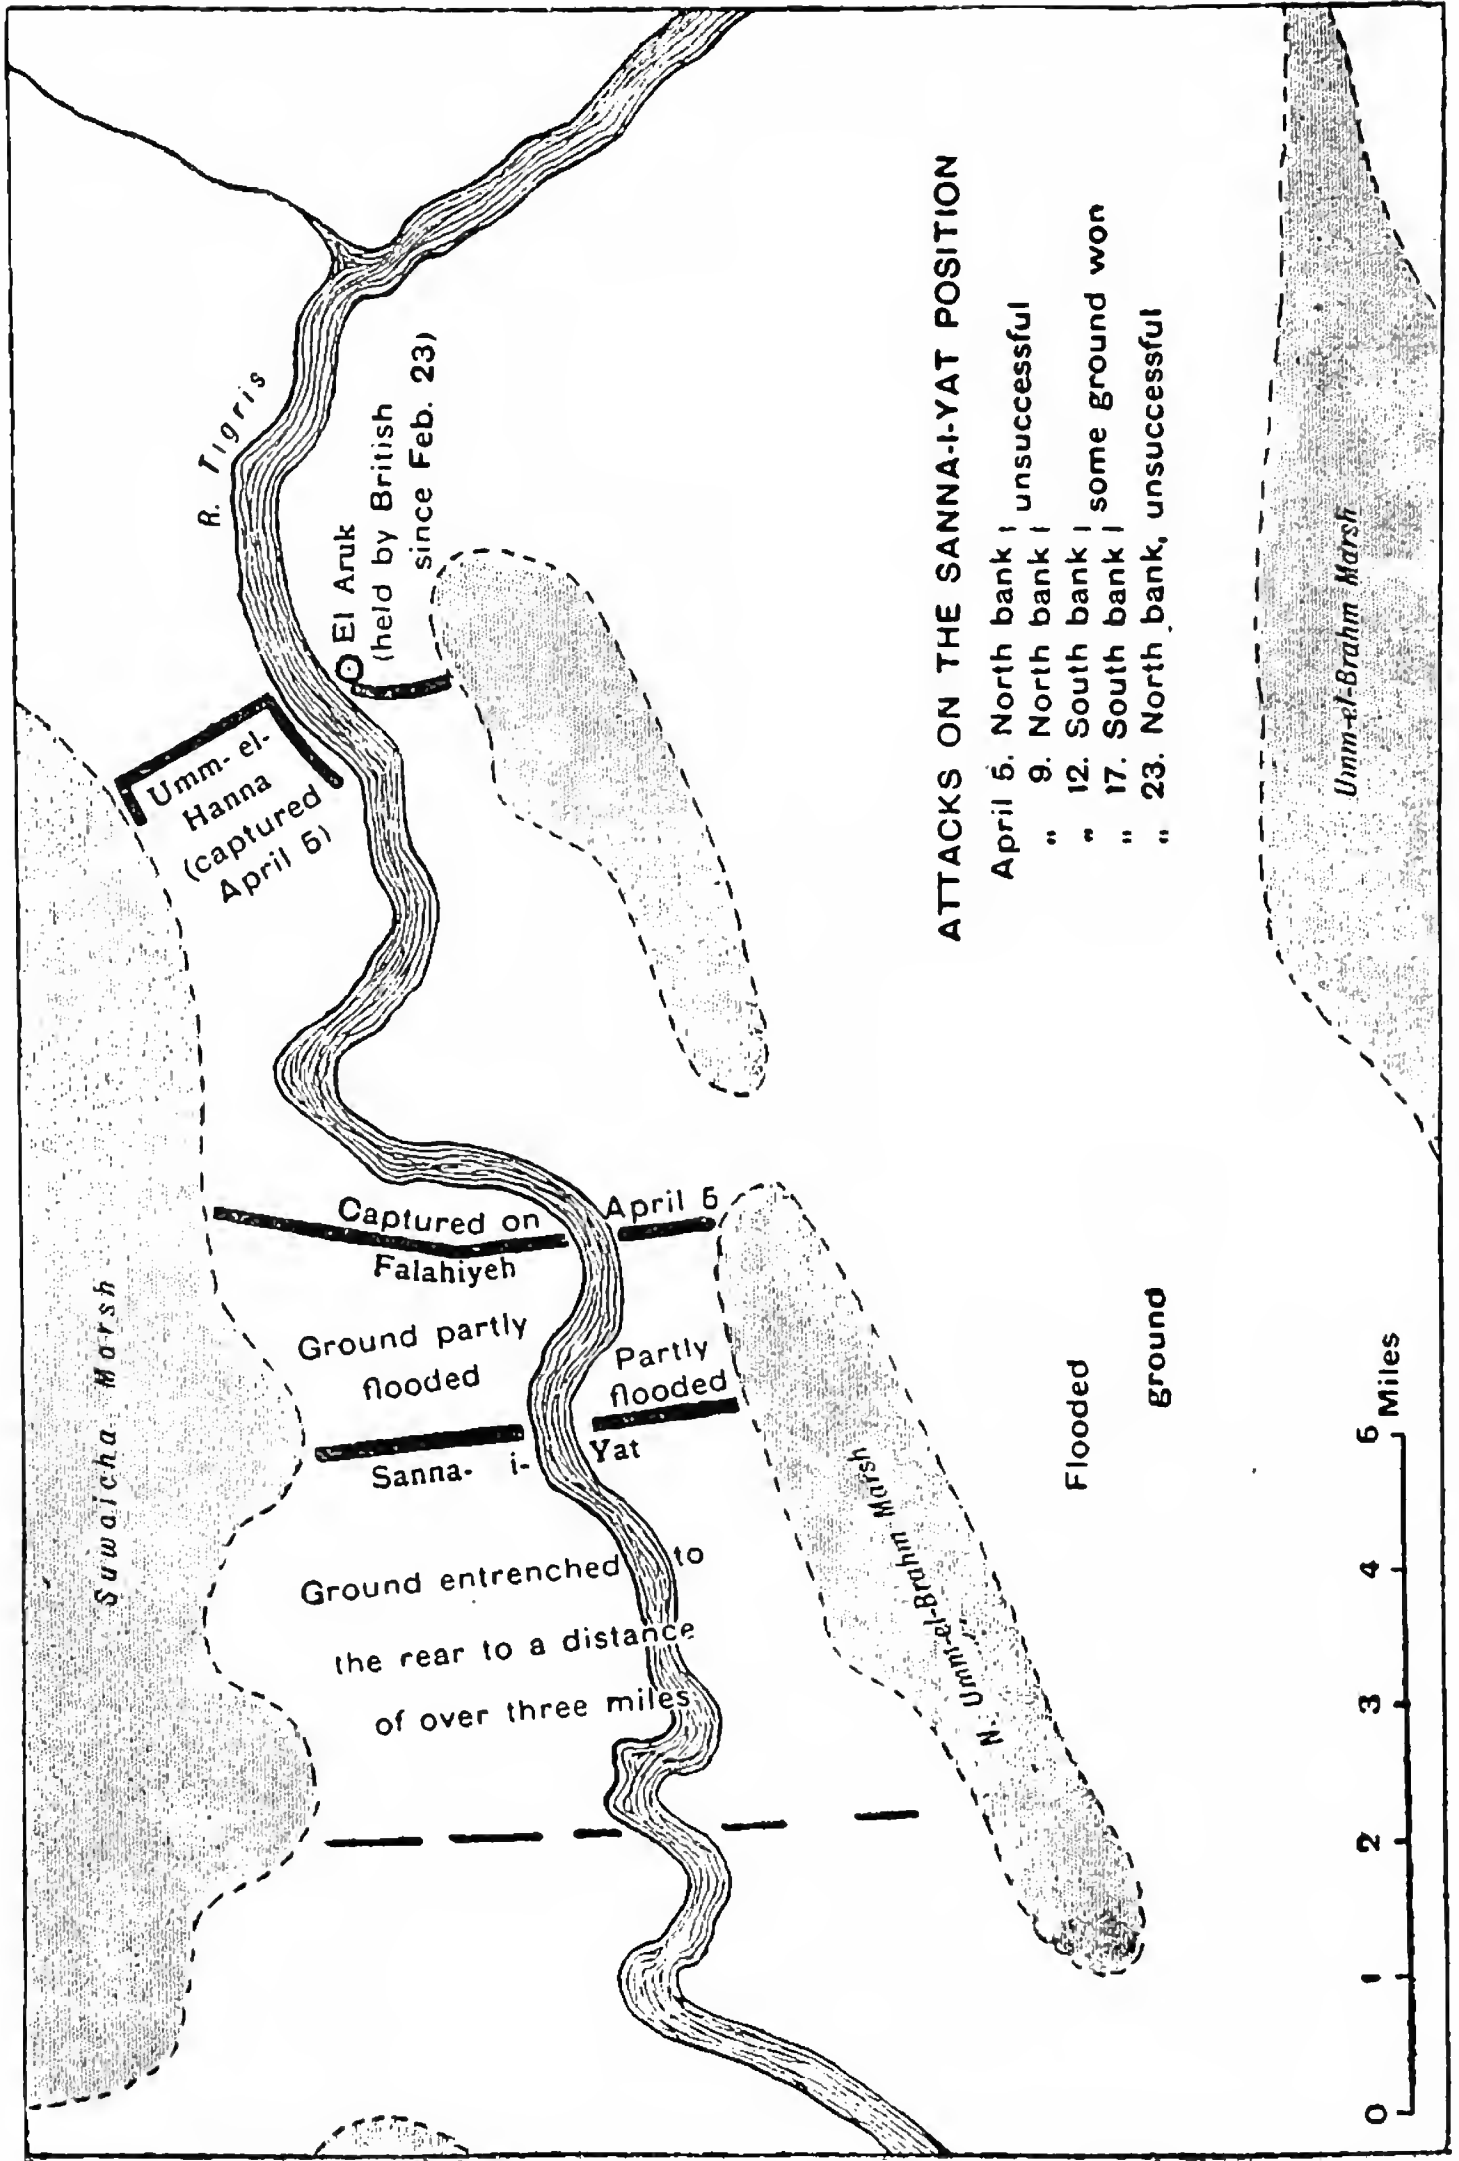 R. Tigris
El Aruk
(held by British
since Feb. 23)
Umm-el-
Hanna
(captured
April 5)
Suwaicha Marsh
Captured on April 5
Falahiyeh
Ground partly
flooded
Partly
flooded
Sanna-i-Yat
Ground entrenched to
the rear to a distance
of over three miles
N. Umm-el-Brahm Marsh
Flooded
ground
Umm-el-Brahm Marsh
ATTACKS ON THE SANNA-I-YAT POSITION
April 5. North bank } unsuccessful
" 9. North bank }
" 12. South bank } some ground won
" 17. South bank }
" 23. North bank, unsuccessful
0 1 2 3 4 5
Miles